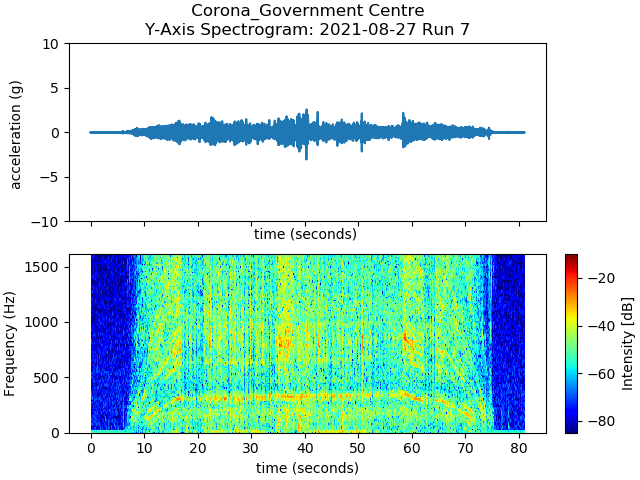 Corona_Government Centre
Y-Axis Spectrogram: 2021-08-27 Run 7
10
5
0
−5
−10
acceleration (g)
time (seconds)
1500
1000
500
0
Frequency (Hz)
0 10 20 30 40 50 60 70 80
time (seconds)
−20
−40
−60
−80
Intensity [dB]